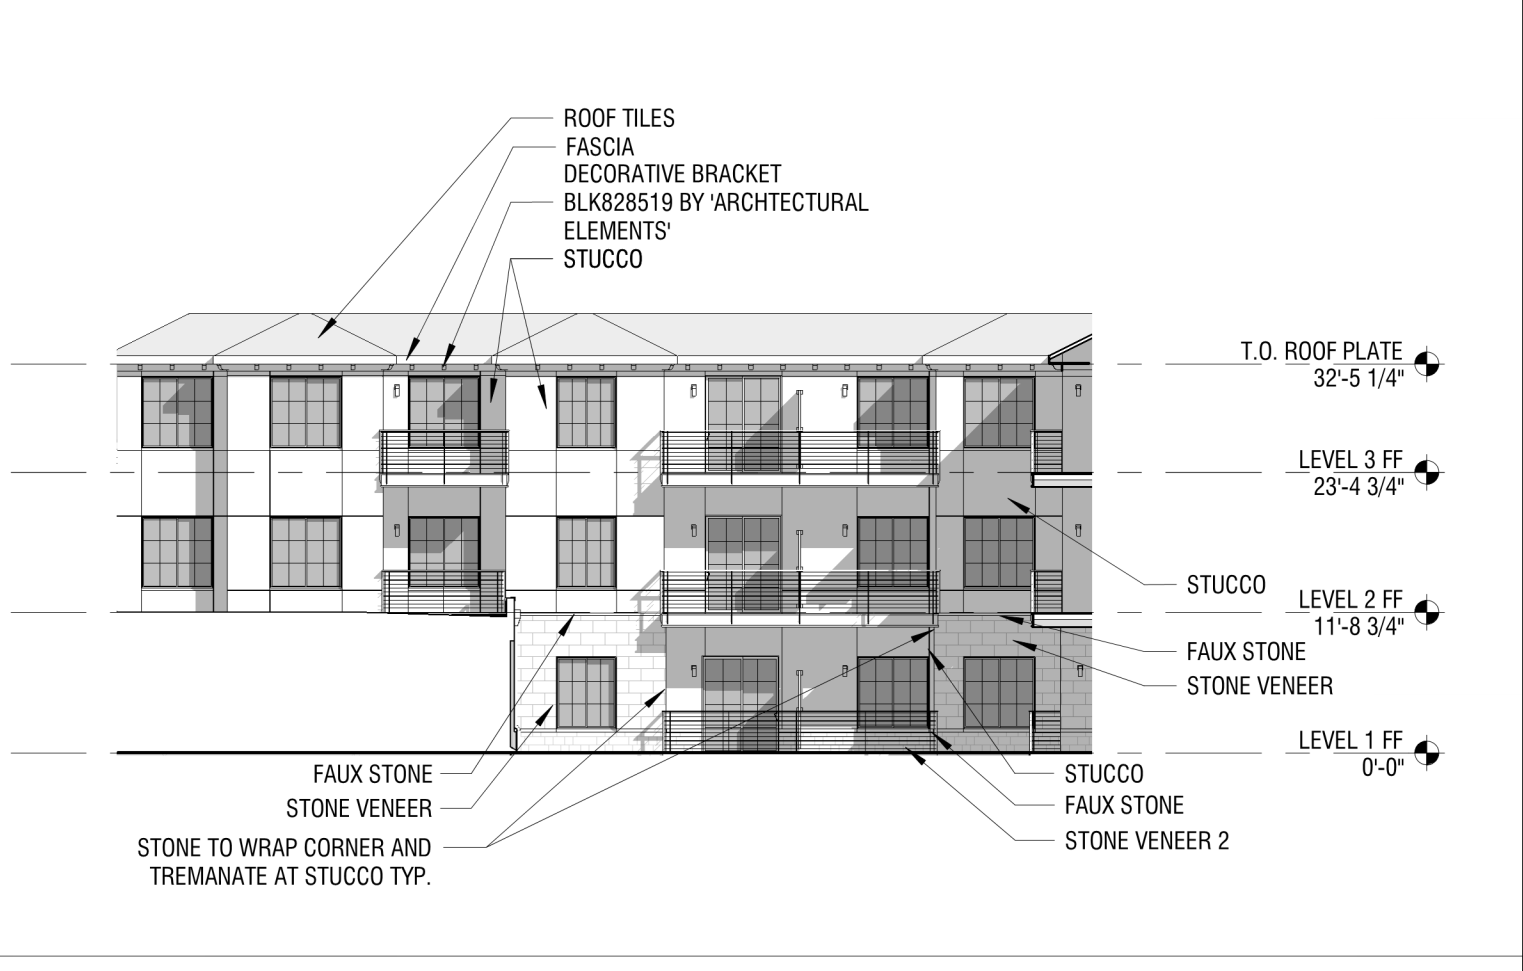 ROOF TILES
FASCIA
DECORATIVE BRACKET
BLK828519 BY 'ARCHTECTURAL
ELEMENTS'
STUCCO
T.O. ROOF PLATE
32'-5 1/4"
LEVEL 3 FF
23'-4 3/4"
STUCCO
LEVEL 2 FF
11'-8 3/4"
FAUX STONE
STONE VENEER
LEVEL 1 FF
0'-0"
FAUX STONE
STONE VENEER
STONE TO WRAP CORNER AND
TREMANATE AT STUCCO TYP.
STUCCO
FAUX STONE
STONE VENEER 2